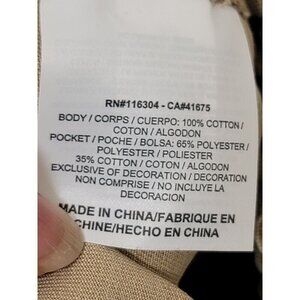 RN#116304 - CA#41675
BODY / CORPS / CUERPO: 100% COTTON /
COTON / ALGODON
POCKET / POCHE / BOLSA: 65% POLYESTER /
POLYESTER / POLIESTER
35% COTTON / COTON / ALGODON
EXCLUSIVE OF DECORATION / DECORATION
NON COMPRISE / NO INCLUYE LA
DECORACION
MADE IN CHINA/FABRIQUE EN
CHINE/HECHO EN CHINA